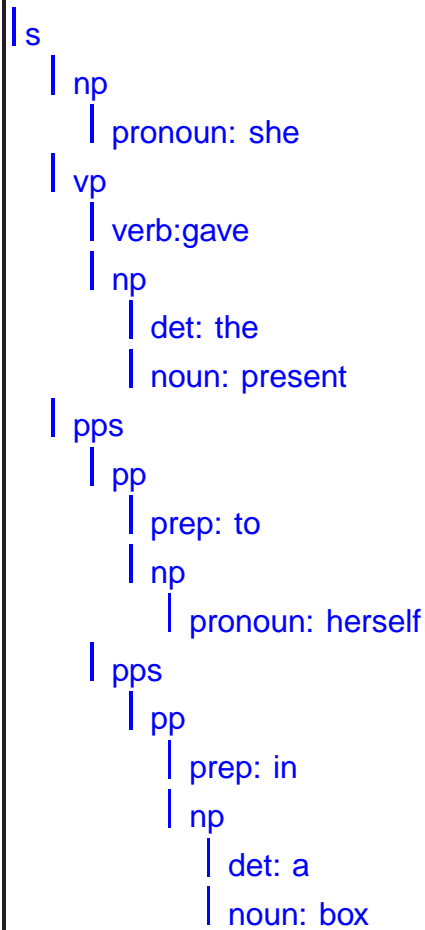 s
np
pronoun: she
vp
verb:gave
np
det: the
noun: present
pps
pp
prep: to
np
pronoun: herself
pps
pp
prep: in
np
det: a
noun: box